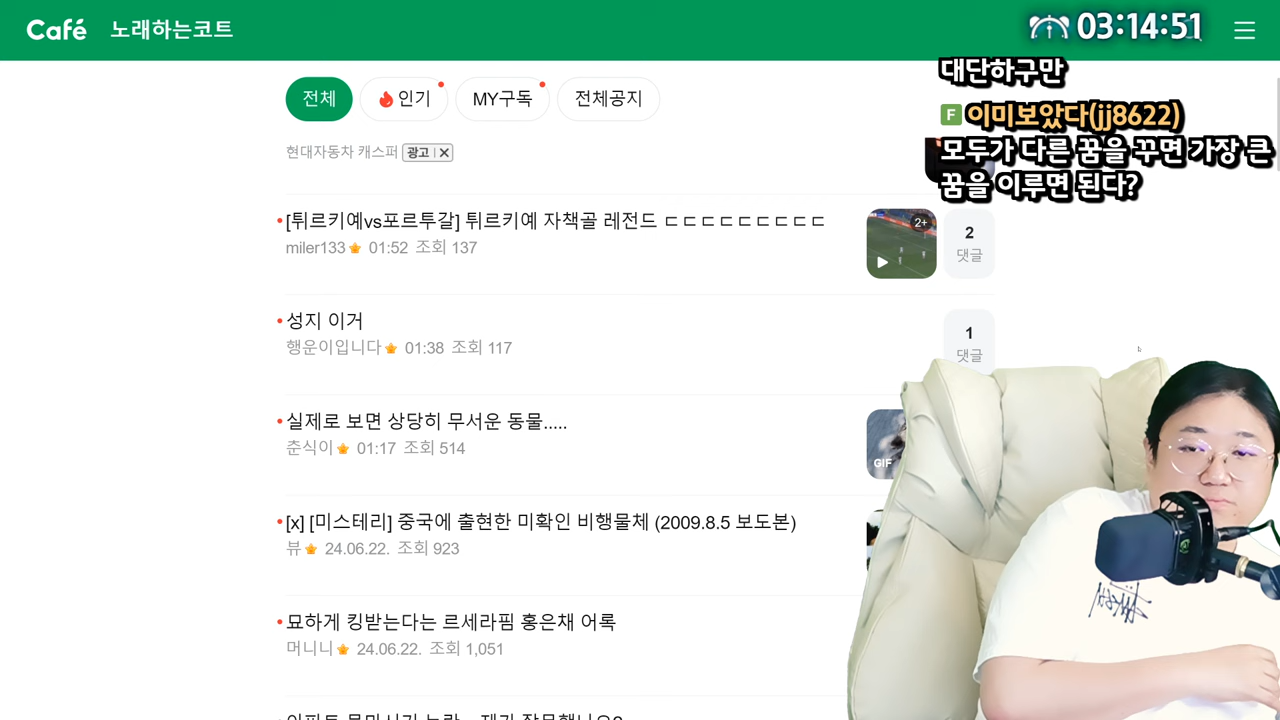 Café 노래하는코트
03:14:51
대단하구만
F 이미보았다(jj8622)
모두가 다른 꿈을 꾸면 가장 큰
꿈을 이루면 된다?
전체 인기 MY구독 전체공지
현대자동차 캐스퍼 광고 X
[튀르키예vs포르투갈] 튀르키예 자책골 레전드 ㄷㄷㄷㄷㄷㄷㄷㄷㄷ
miler133 01:52 조회 137
2+
2
댓글
성지 이거
행운이입니다 01:38 조회 117
1
댓글
실제로 보면 상당히 무서운 동물.....
춘식이 01:17 조회 514
GIF
[x] [미스테리] 중국에 출현한 미확인 비행물체 (2009.8.5 보도본)
뷰 24.06.22. 조회 923
묘하게 킹받는다는 르세라핌 홍은채 어록
머니니 24.06.22. 조회 1,051